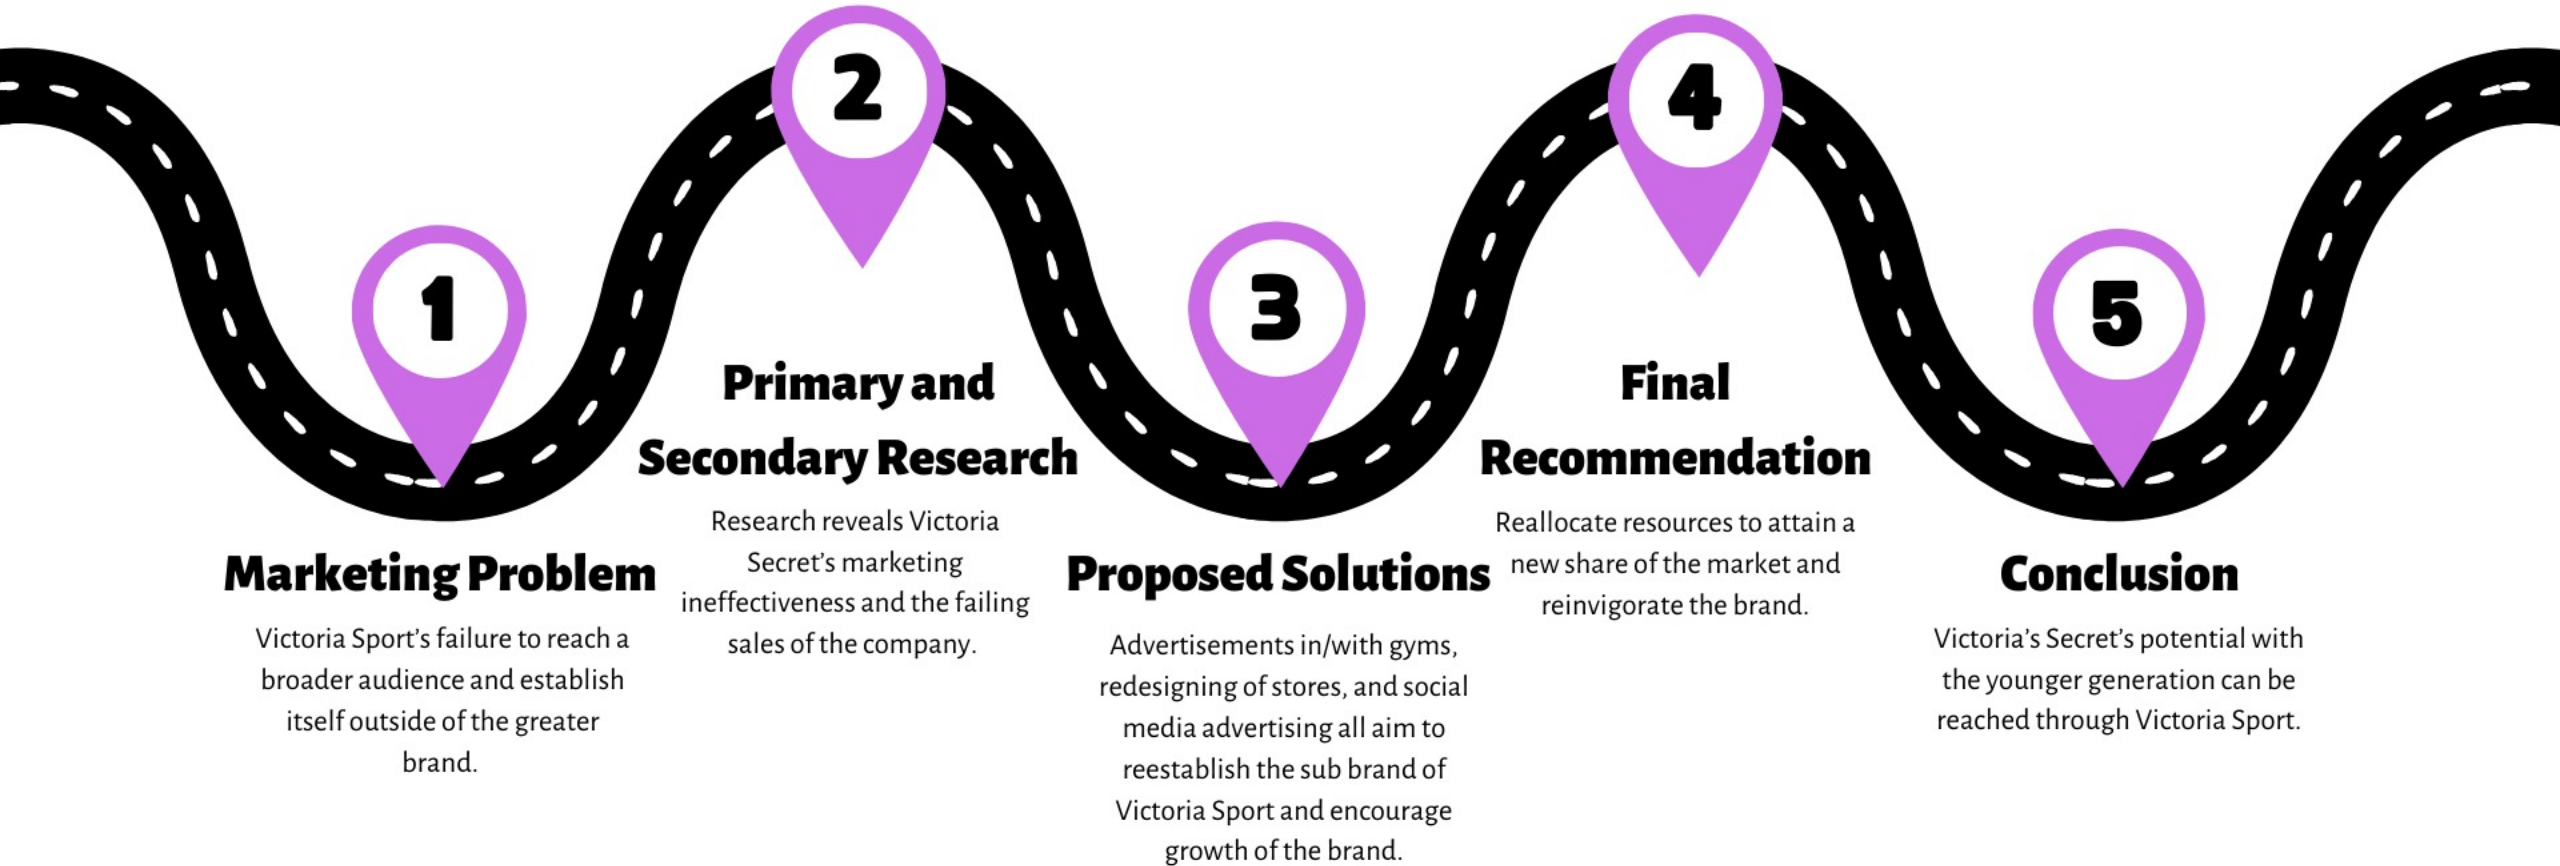 1
Marketing Problem
Victoria Sport’s failure to reach a
broader audience and establish
itself outside of the greater
brand.
2
Primary and
Secondary Research
Research reveals Victoria
Secret’s marketing
ineffectiveness and the failing
sales of the company.
3
Proposed Solutions
Advertisements in/with gyms,
redesigning of stores, and social
media advertising all aim to
reestablish the sub brand of
Victoria Sport and encourage
growth of the brand.
4
Final
Recommendation
Reallocate resources to attain a
new share of the market and
reinvigorate the brand.
5
Conclusion
Victoria’s Secret’s potential with
the younger generation can be
reached through Victoria Sport.